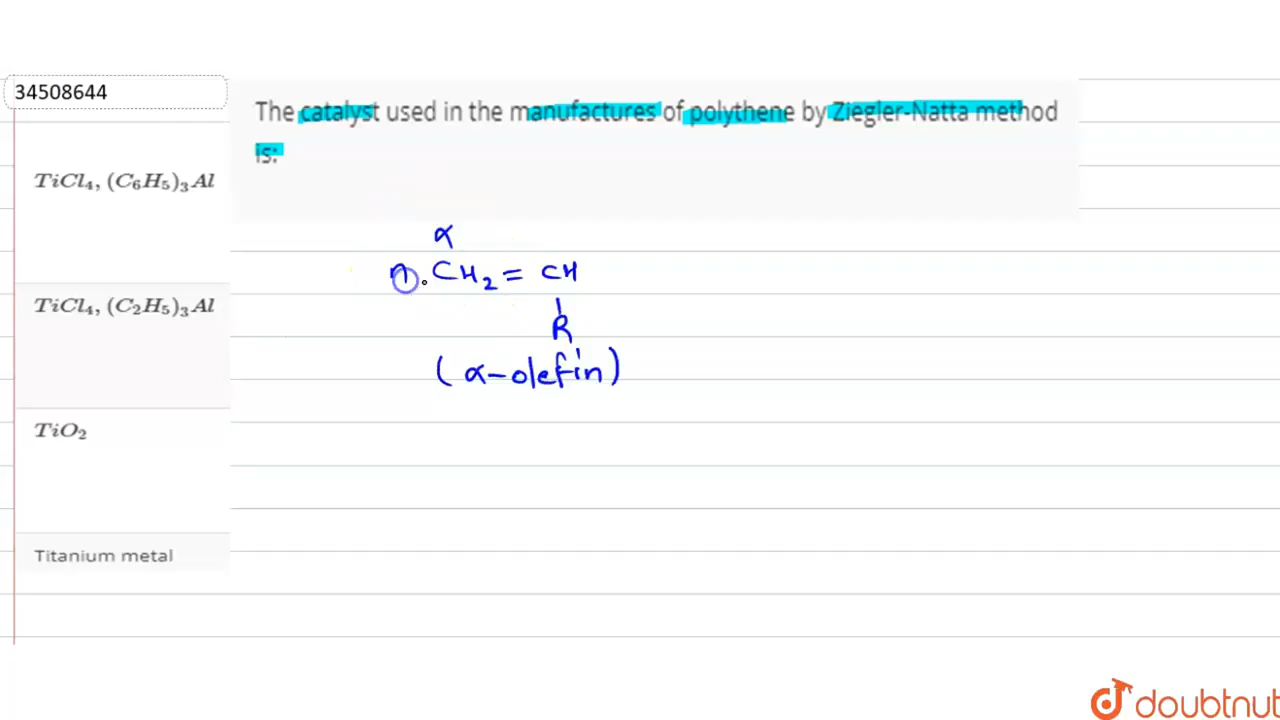 34508644
The catalyst used in the manufactures of polythene by Ziegler-Natta method
is:
TiCl₄, (C₆H₅)₃Al
TiCl₄, (C₂H₅)₃Al
TiO₂
Titanium metal
α
n. CH₂ = CH
|
R
(α-olefin)
doubtnut